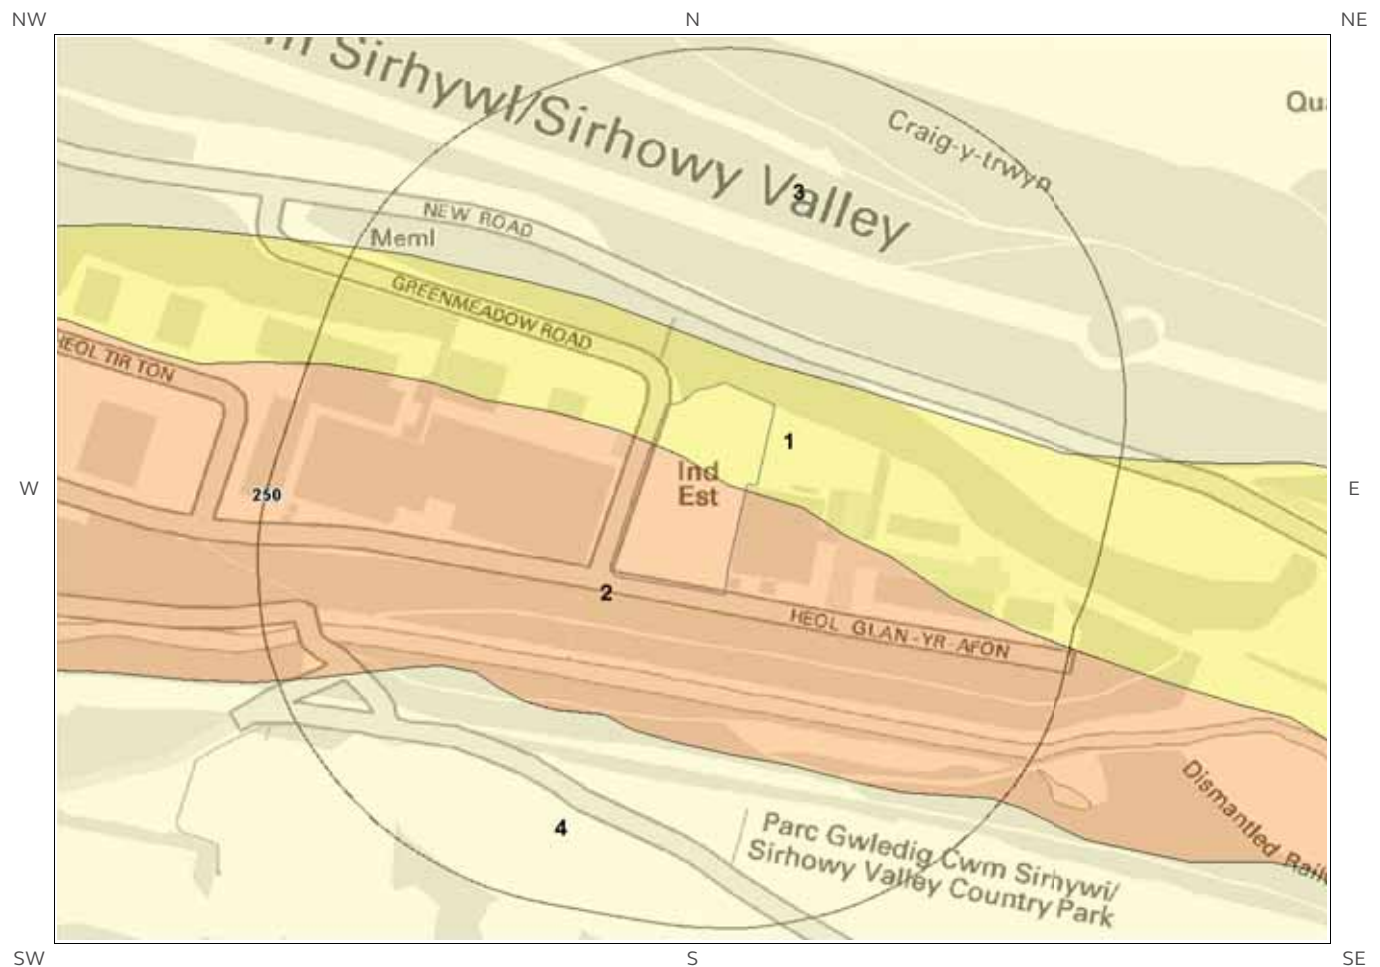 NW
N
NE
m Sirhywi/Sirhowy Valley
Craig-y-trwyn
Qu
3
NEW ROAD
Meml
GREENMEADOW ROAD
HEOL TIR TON
1
Ind
Est
W
E
250
2
HEOL GLAN-YR-AFON
Dismantled Rail
4
Parc Gwledig Cwm Sirhywi/
Sirhowy Valley Country Park
SW
S
SE